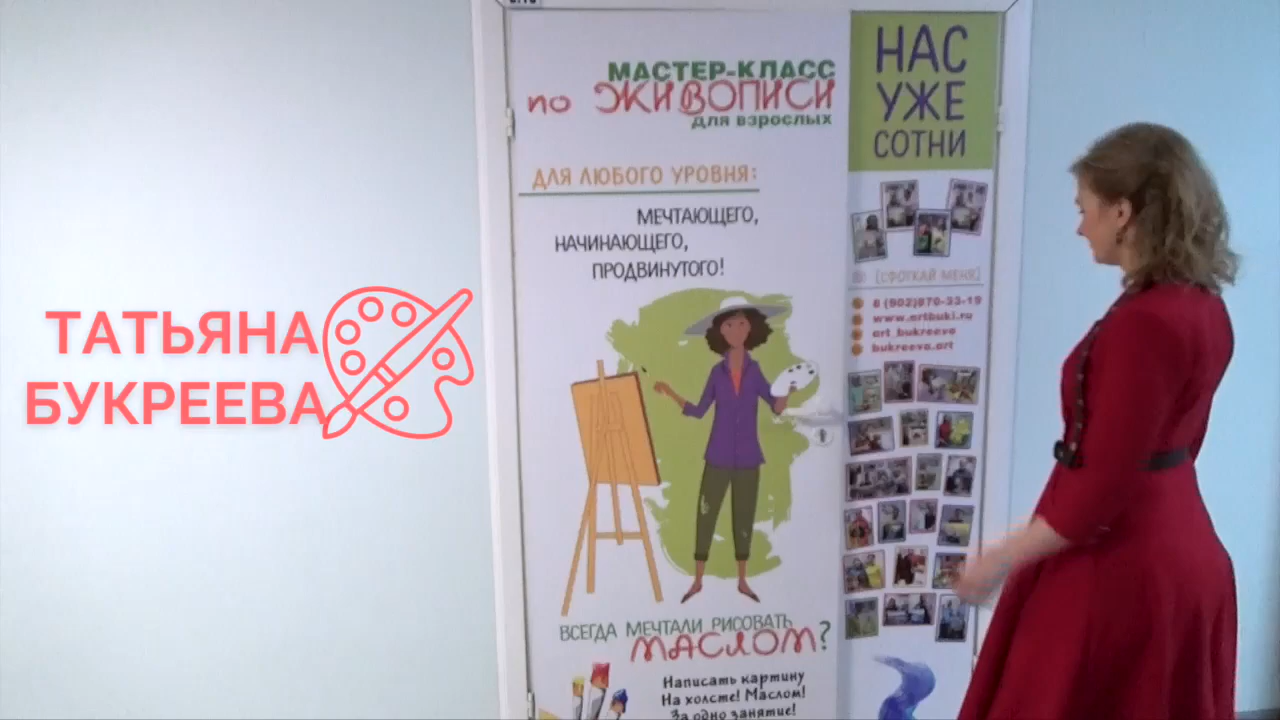 МАСТЕР-КЛАСС
по ЖИВОПИСИ
для взрослых
ДЛЯ ЛЮБОГО УРОВНЯ:
МЕЧТАЮЩЕГО,
НАЧИНАЮЩЕГО,
ПРОДВИНУТОГО!
ВСЕГДА МЕЧТАЛИ РИСОВАТЬ
МАСЛОМ?
Написать картину
На холсте! Маслом!
За одно занятие!
НАС
УЖЕ
СОТНИ
[СФОТКАЙ МЕНЯ]
8 (902)870-33-19
www.artbuki.ru
art_bukreeva
bukreeva.art
ТАТЬЯНА
БУКРЕЕВА